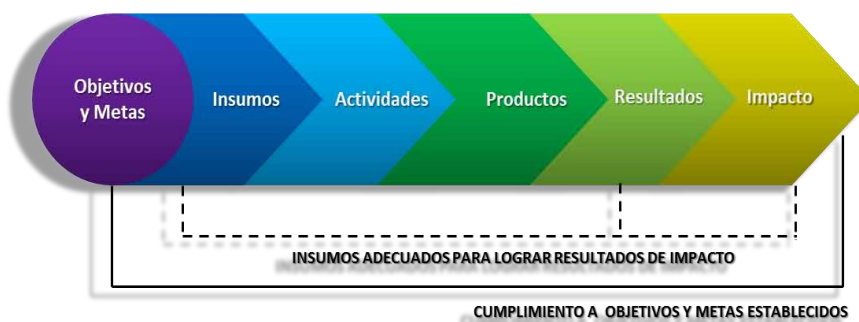 Objetivos
y Metas
Insumos
Actividades
Productos
Resultados
Impacto
INSUMOS ADECUADOS PARA LOGRAR RESULTADOS DE IMPACTO
CUMPLIMIENTO A OBJETIVOS Y METAS ESTABLECIDOS